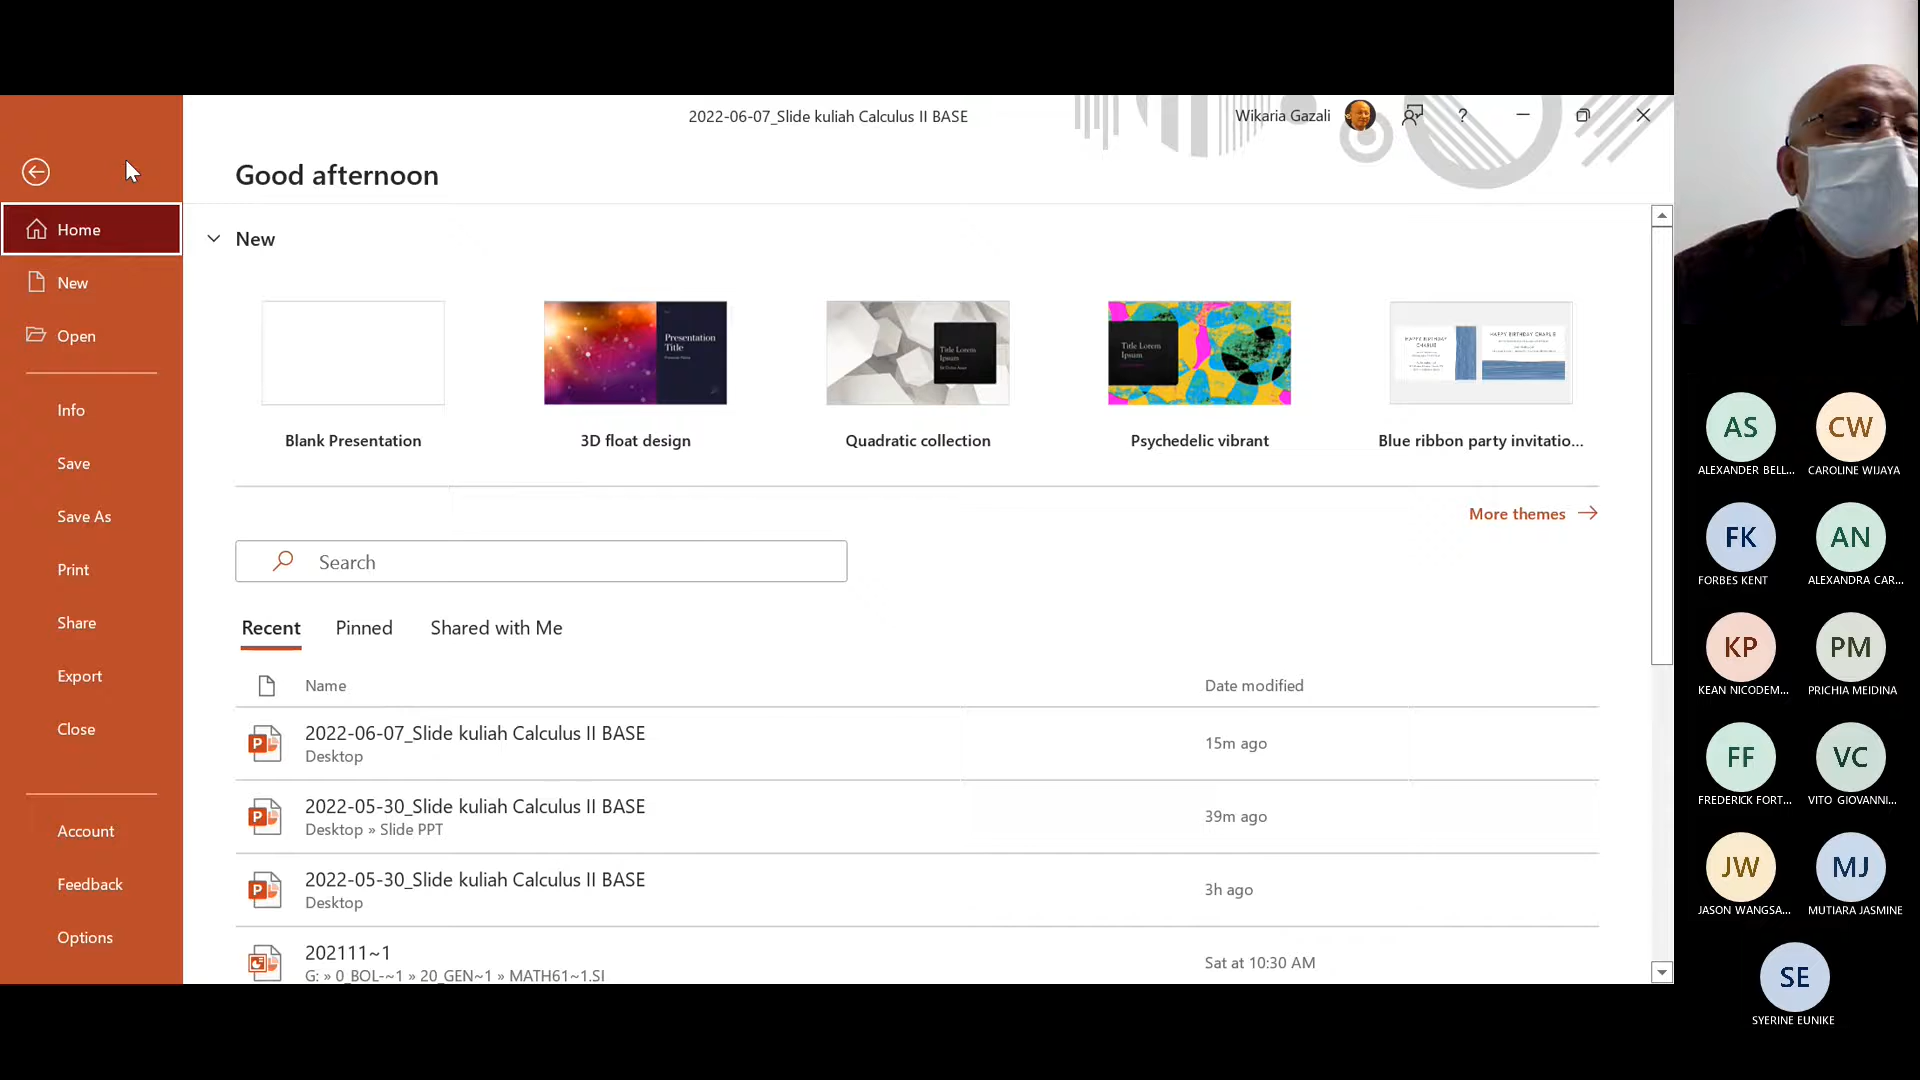 2022-06-07_Slide kuliah Calculus II BASE
Wikaria Gazali
?
Good afternoon
Home
New
Open
Info
Save
Save As
Print
Share
Export
Close
Account
Feedback
Options
New
Presentation
Title
Title Lorem
Ipsum
Title Lorem
Ipsum
HAPPY BIRTHDAY
CHARLIE
HAPPY BIRTHDAY CHARLIE
Blank Presentation
3D float design
Quadratic collection
Psychedelic vibrant
Blue ribbon party invitatio...
More themes
Search
Recent Pinned Shared with Me
Name Date modified
2022-06-07_Slide kuliah Calculus II BASE
Desktop
15m ago
2022-05-30_Slide kuliah Calculus II BASE
Desktop » Slide PPT
39m ago
2022-05-30_Slide kuliah Calculus II BASE
Desktop
3h ago
202111~1
G: » 0_BOL-~1 » 20_GEN~1 » MATH61~1.SI
Sat at 10:30 AM
AS
ALEXANDER BELL...
CW
CAROLINE WIJAYA
FK
FORBES KENT
AN
ALEXANDRA CAR...
KP
KEAN NICODEM...
PM
PRICHIA MEIDINA
FF
FREDERICK FORT...
VC
VITO GIOVANNI...
JW
JASON WANGSA...
MJ
MUTIARA JASMINE
SE
SYERINE EUNIKE